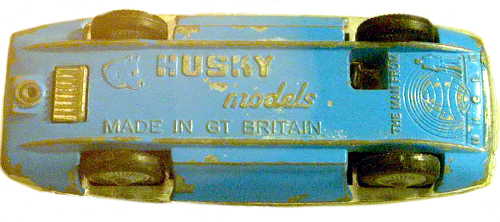 HUSKY
models
MADE IN GT BRITAIN
THE MAN FROM